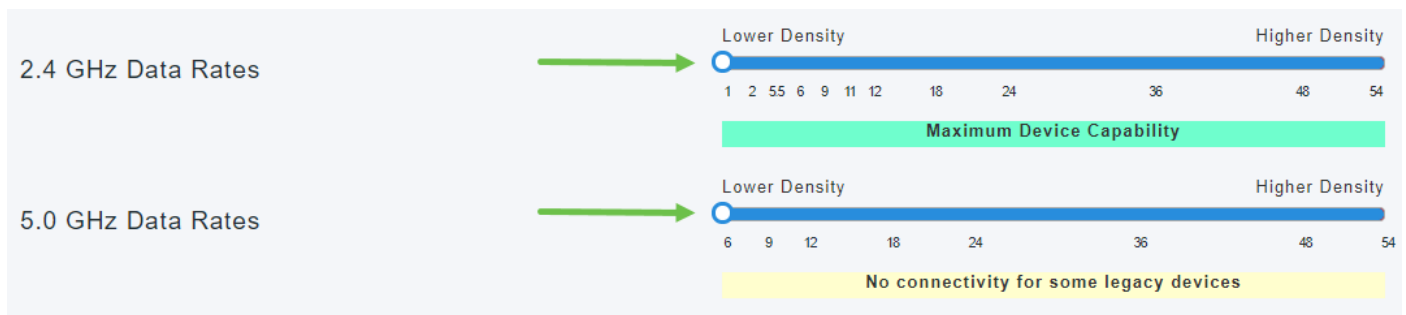 Lower Density Higher Density
2.4 GHz Data Rates
1 2 5.5 6 9 11 12 18 24 36 48 54
Maximum Device Capability
Lower Density Higher Density
5.0 GHz Data Rates
6 9 12 18 24 36 48 54
No connectivity for some legacy devices